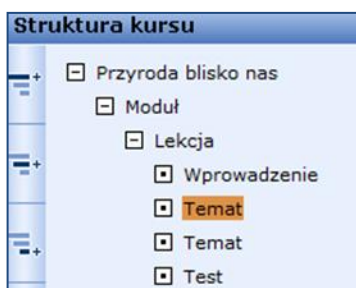 Struktura kursu
Przyroda blisko nas
Moduł
Lekcja
Wprowadzenie
Temat
Temat
Test